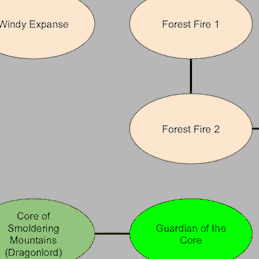 Windy Expanse
Forest Fire 1
Forest Fire 2
Core of
Smoldering
Mountains
(Dragonlord)
Guardian of the
Core